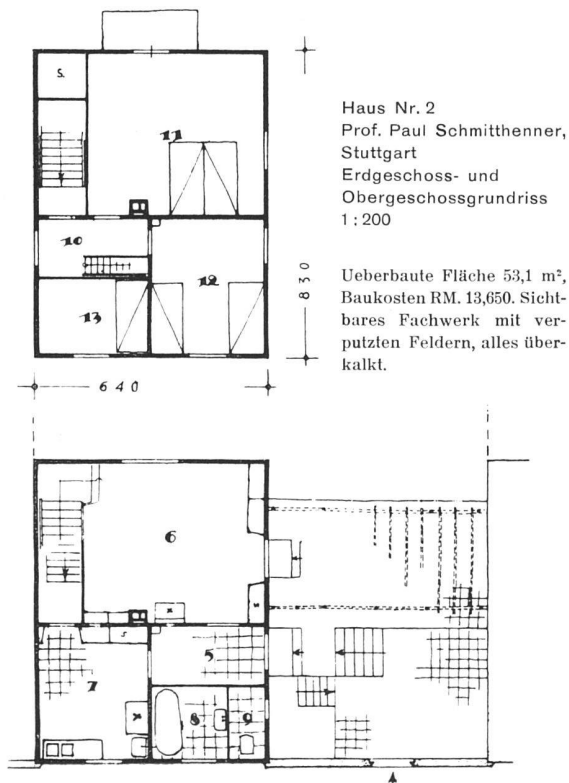 S.
11
10
12
13
830
640
Haus Nr. 2
Prof. Paul Schmitthenner,
Stuttgart
Erdgeschoss- und
Obergeschossgrundriss
1 : 200
Ueberbaute Fläche 53,1 m²,
Baukosten RM. 13,650. Sicht-
bares Fachwerk mit ver-
putzten Feldern, alles über-
kalkt.
6
S
5
7
8
9